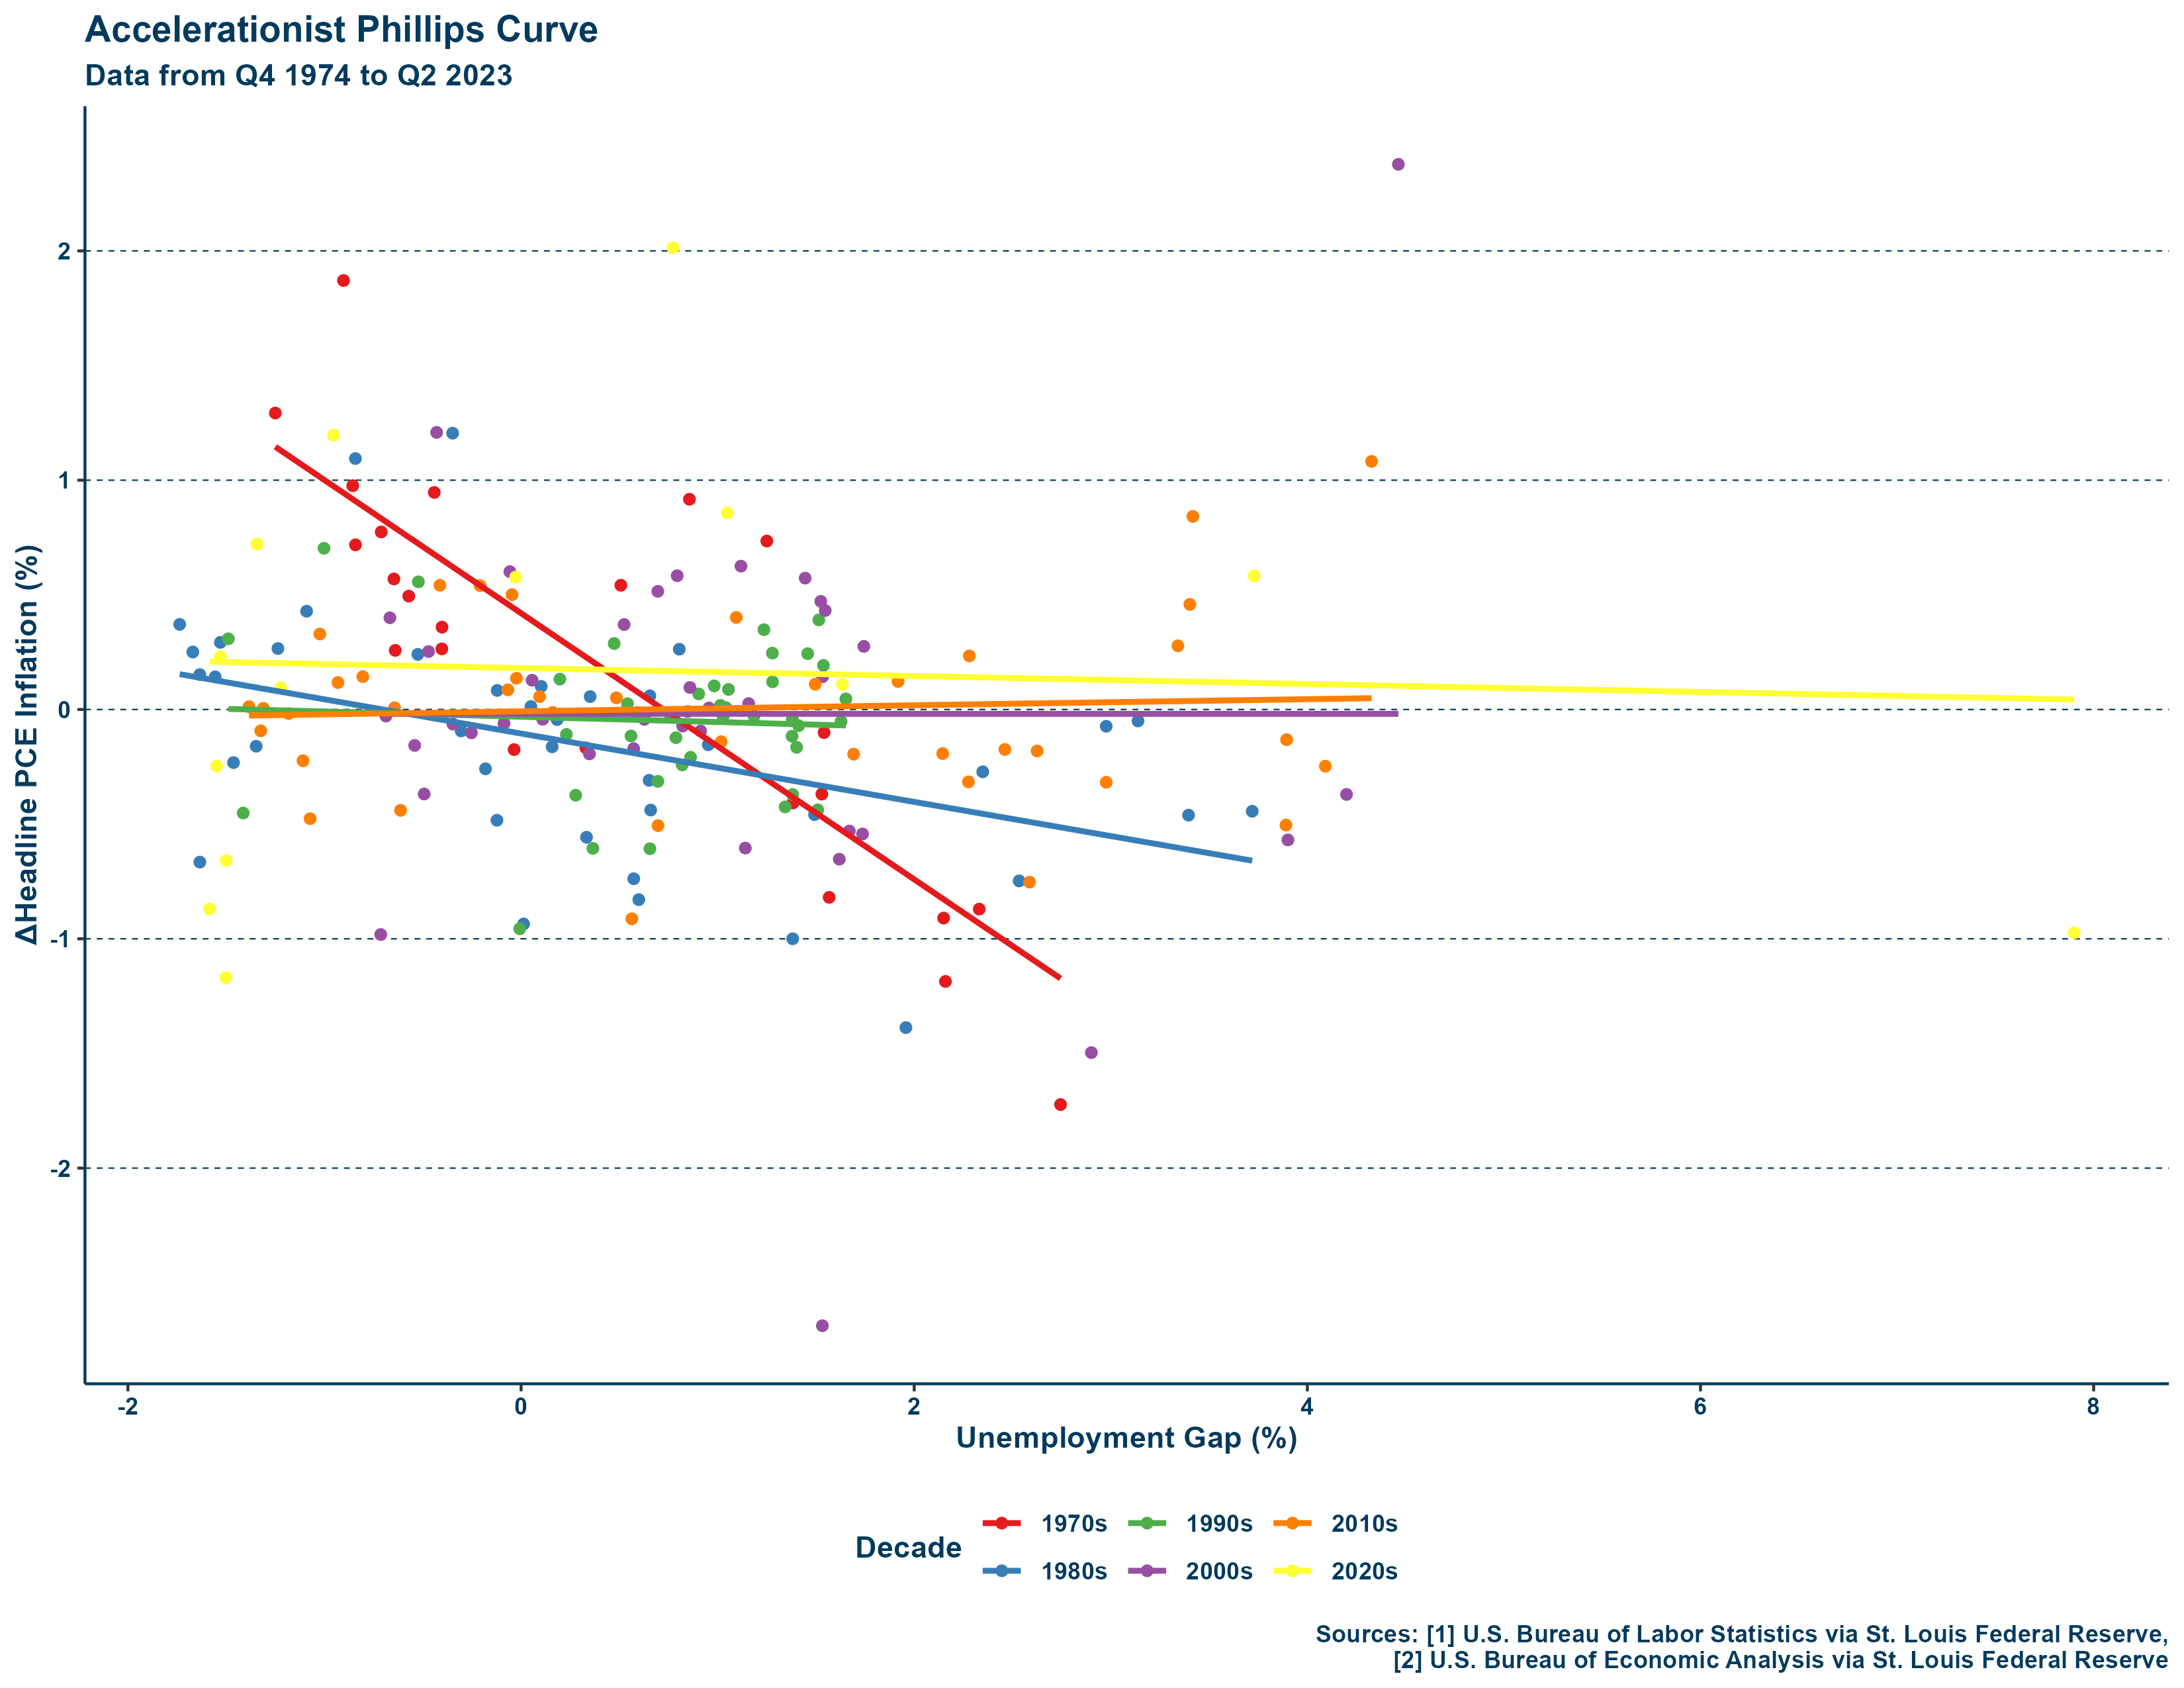 Accelerationist Phillips Curve
Data from Q4 1974 to Q2 2023
ΔHeadline PCE Inflation (%)
2
1
0
-1
-2
-2 0 2 4 6 8
Unemployment Gap (%)
Decade
1970s 1990s 2010s
1980s 2000s 2020s
Sources: [1] U.S. Bureau of Labor Statistics via St. Louis Federal Reserve,
[2] U.S. Bureau of Economic Analysis via St. Louis Federal Reserve